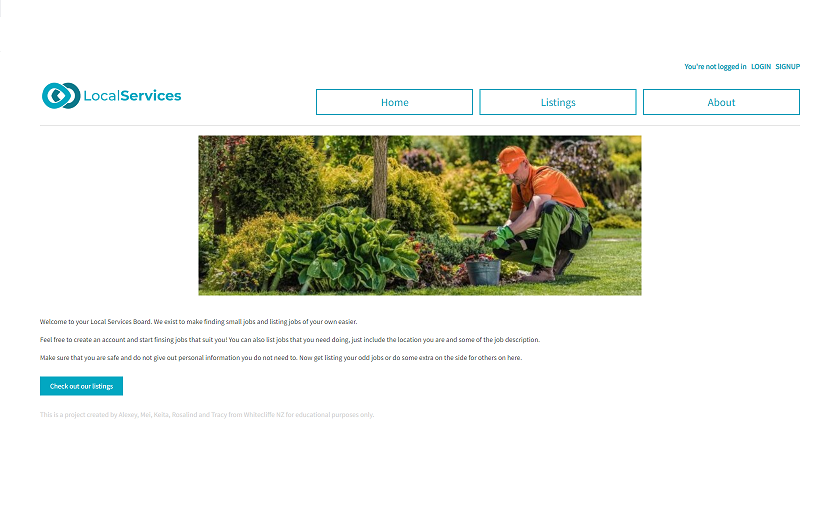 You're not logged in LOGIN SIGNUP
LocalServices
Home Listings About
Welcome to your Local Services Board. We exist to make finding small jobs and listing jobs of your own easier.
Feel free to create an account and start finsing jobs that suit you! You can also list jobs that you need doing, just include the location you are and some of the job description.
Make sure that you are safe and do not give out personal information you do not need to. Now get listing your odd jobs or do some extra on the side for others on here.
Check out our listings
This is a project created by Alexey, Mel, Keita, Rosalind and Tracy from Whitecliffe NZ for educational purposes only.